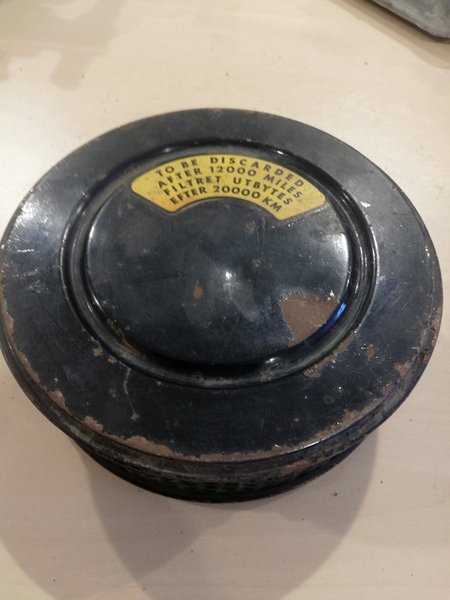 TO BE DISCARDED
AFTER 12000 MILES
FILTRET UTBYTES
EFTER 20000 KM